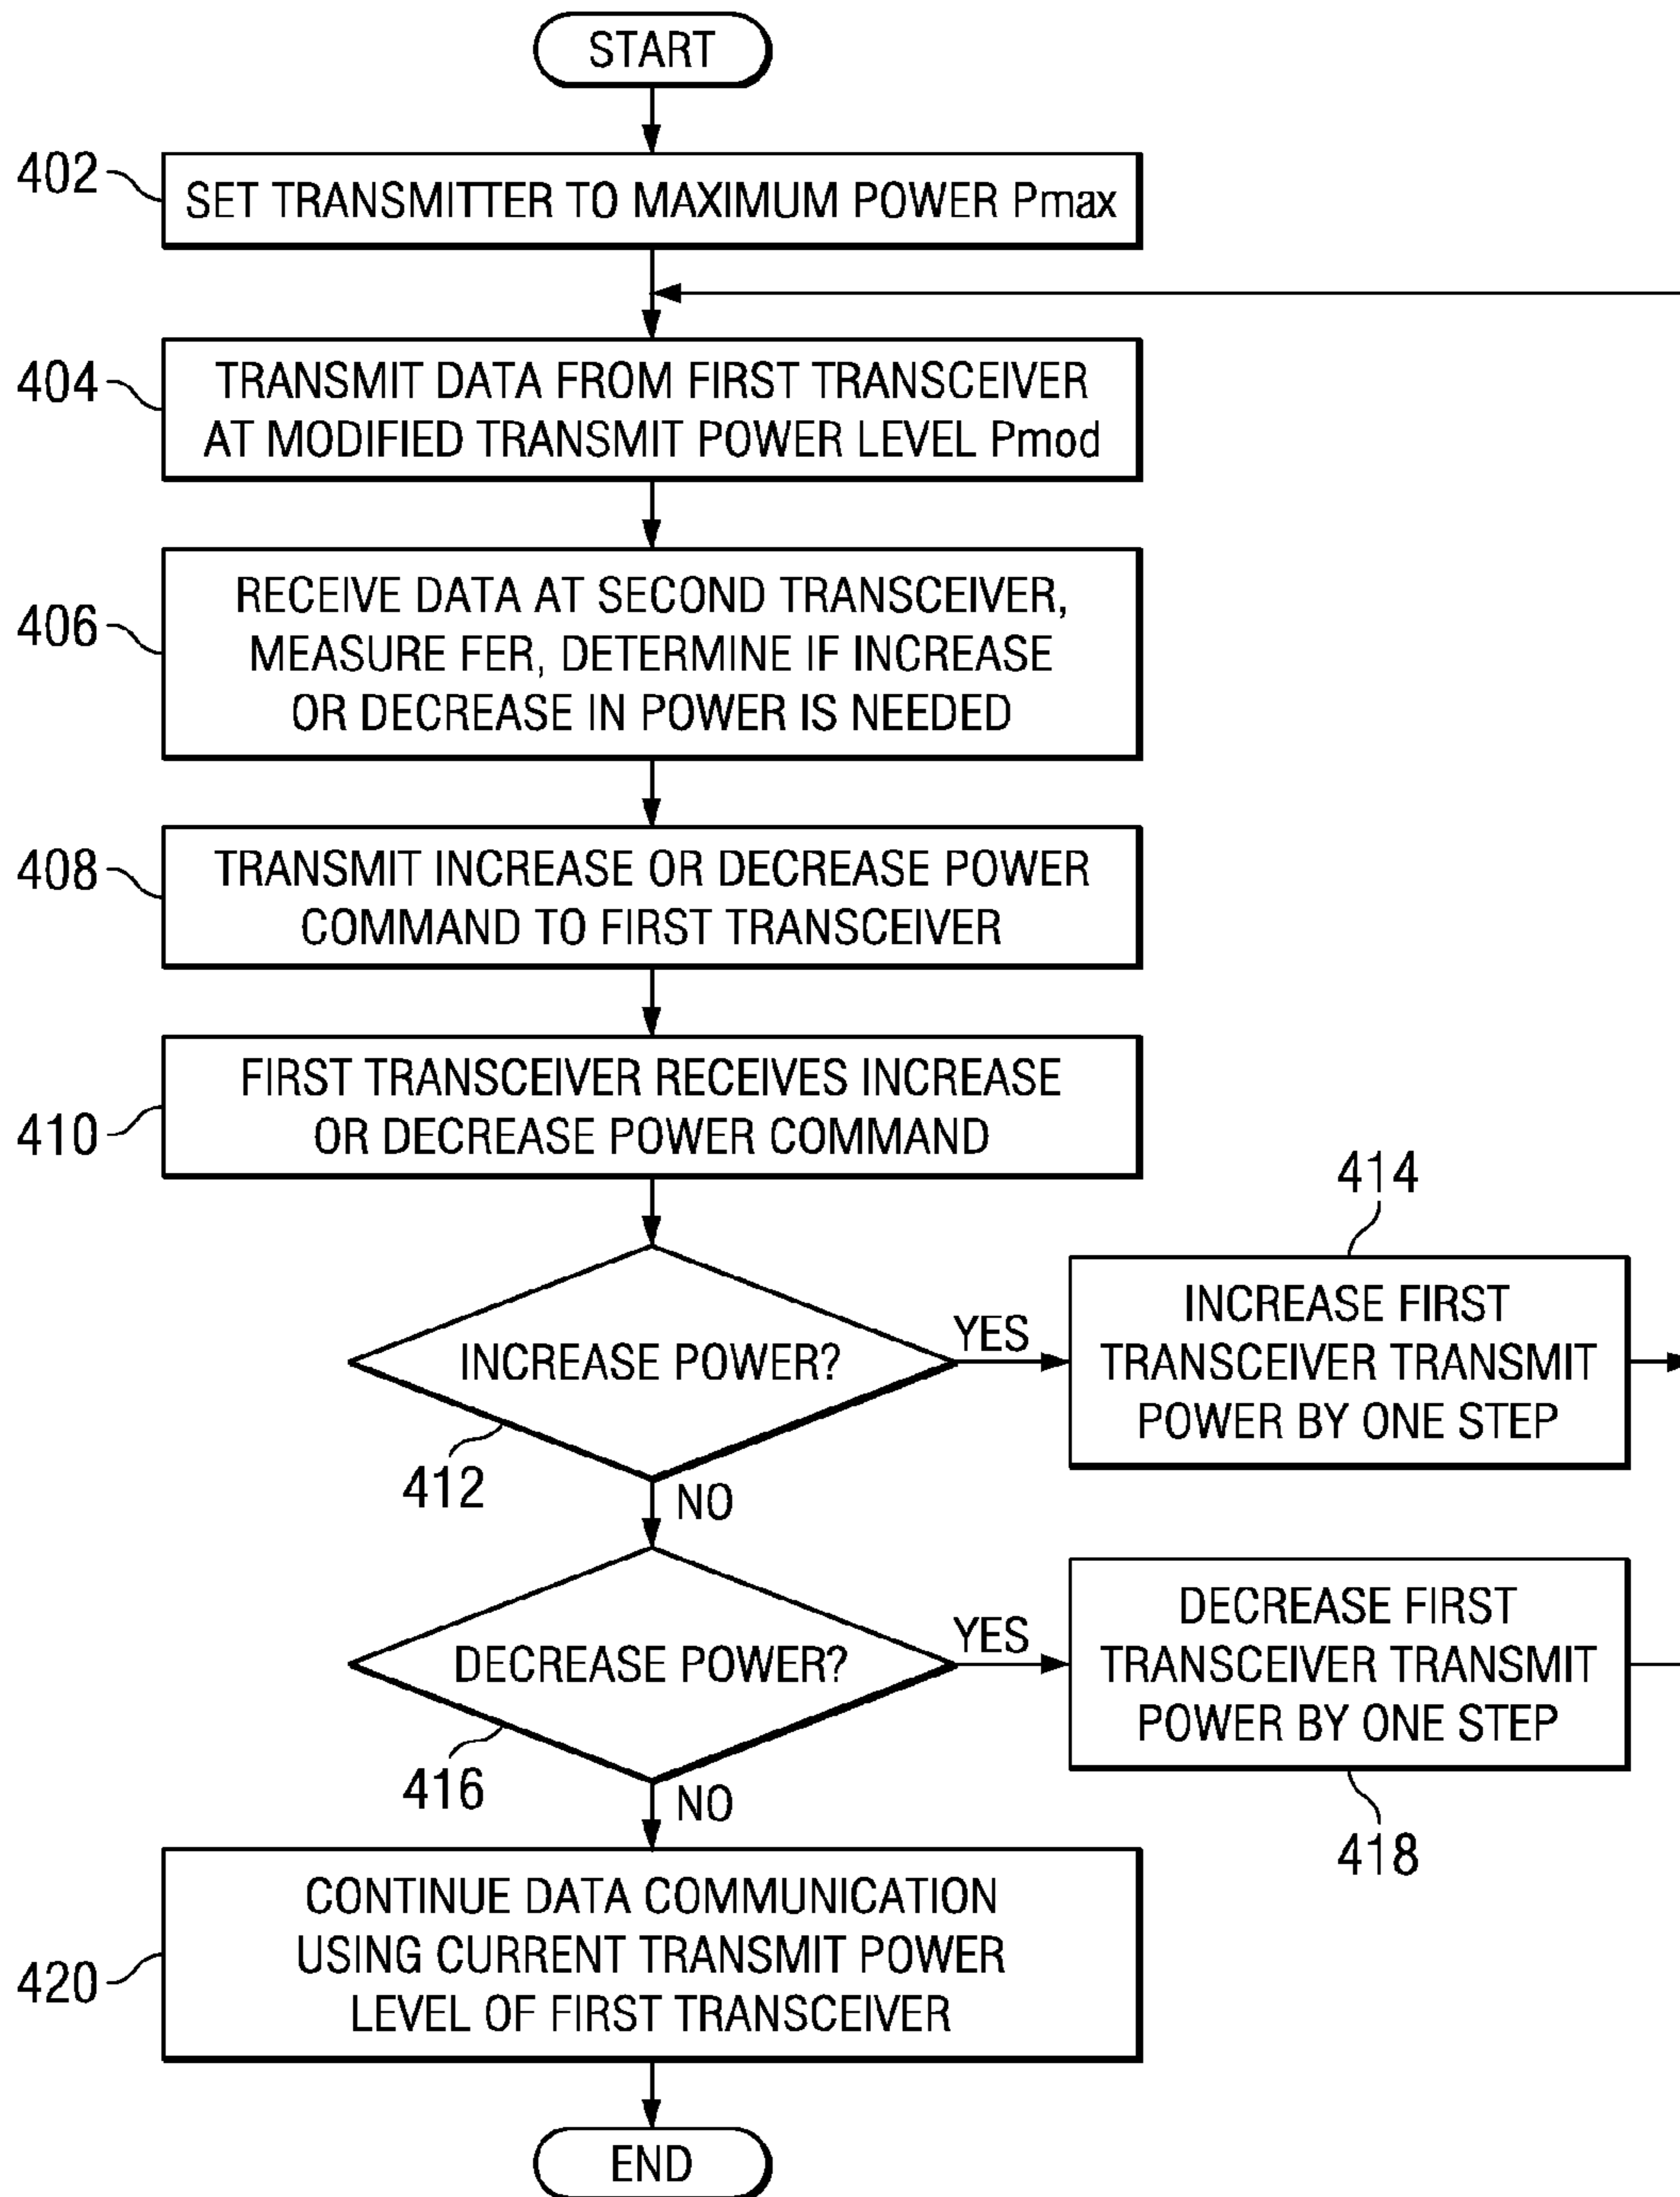 START
402
SET TRANSMITTER TO MAXIMUM POWER Pmax
404
TRANSMIT DATA FROM FIRST TRANSCEIVER
AT MODIFIED TRANSMIT POWER LEVEL Pmod
406
RECEIVE DATA AT SECOND TRANSCEIVER,
MEASURE FER, DETERMINE IF INCREASE
OR DECREASE IN POWER IS NEEDED
408
TRANSMIT INCREASE OR DECREASE POWER
COMMAND TO FIRST TRANSCEIVER
410
FIRST TRANSCEIVER RECEIVES INCREASE
OR DECREASE POWER COMMAND
INCREASE POWER?
412
YES
414
INCREASE FIRST
TRANSCEIVER TRANSMIT
POWER BY ONE STEP
NO
DECREASE POWER?
416
YES
DECREASE FIRST
TRANSCEIVER TRANSMIT
POWER BY ONE STEP
418
NO
420
CONTINUE DATA COMMUNICATION
USING CURRENT TRANSMIT POWER
LEVEL OF FIRST TRANSCEIVER
END